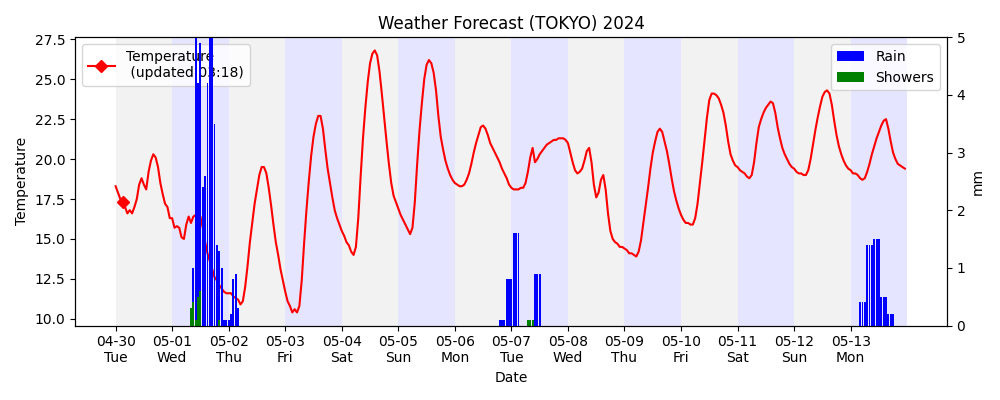 Weather Forecast (TOKYO) 2024
Temperature
(updated 03:18)
Rain
Showers
27.5
25.0
22.5
20.0
17.5
15.0
12.5
10.0
Temperature
5
4
3
2
1
0
mm
04-30 05-01 05-02 05-03 05-04 05-05 05-06 05-07 05-08 05-09 05-10 05-11 05-12 05-13
Tue Wed Thu Fri Sat Sun Mon Tue Wed Thu Fri Sat Sun Mon
Date